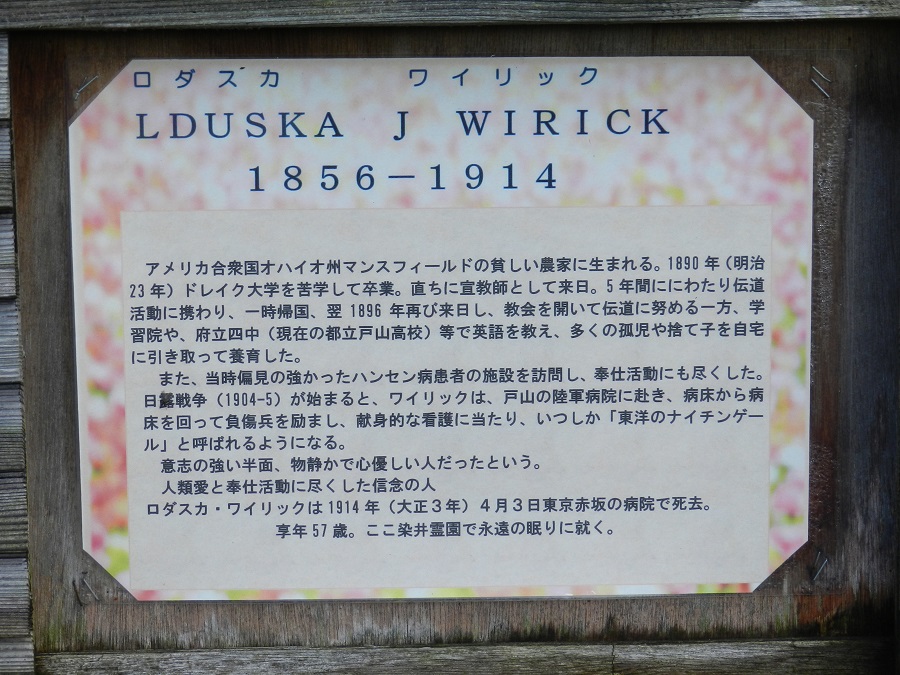 ロダスカ　ワイリック
LDUSKA　J　WIRICK
1856－1914
アメリカ合衆国オハイオ州マンスフィールドの貧しい農家に生まれる。1890年（明治
23年）ドレイク大学を苦学して卒業。直ちに宣教師として来日。5年間ににわたり伝道
活動に携わり、一時帰国、翌1896年再び来日し、教会を開いて伝道に努める一方、学
習院や、府立四中（現在の都立戸山高校）等で英語を教え、多くの孤児や捨て子を自宅
に引き取って養育した。
また、当時偏見の強かったハンセン病患者の施設を訪問し、奉仕活動にも尽くした。
日露戦争（1904-5）が始まると、ワイリックは、戸山の陸軍病院に赴き、病床から病
床を回って負傷兵を励まし、献身的な看護に当たり、いつしか「東洋のナイチンゲー
ル」と呼ばれるようになる。
意志の強い半面、物静かで心優しい人だったという。
人類愛と奉仕活動に尽くした信念の人
ロダスカ・ワイリックは1914年（大正３年）４月３日東京赤坂の病院で死去。
享年57歳。ここ染井霊園で永遠の眠りに就く。